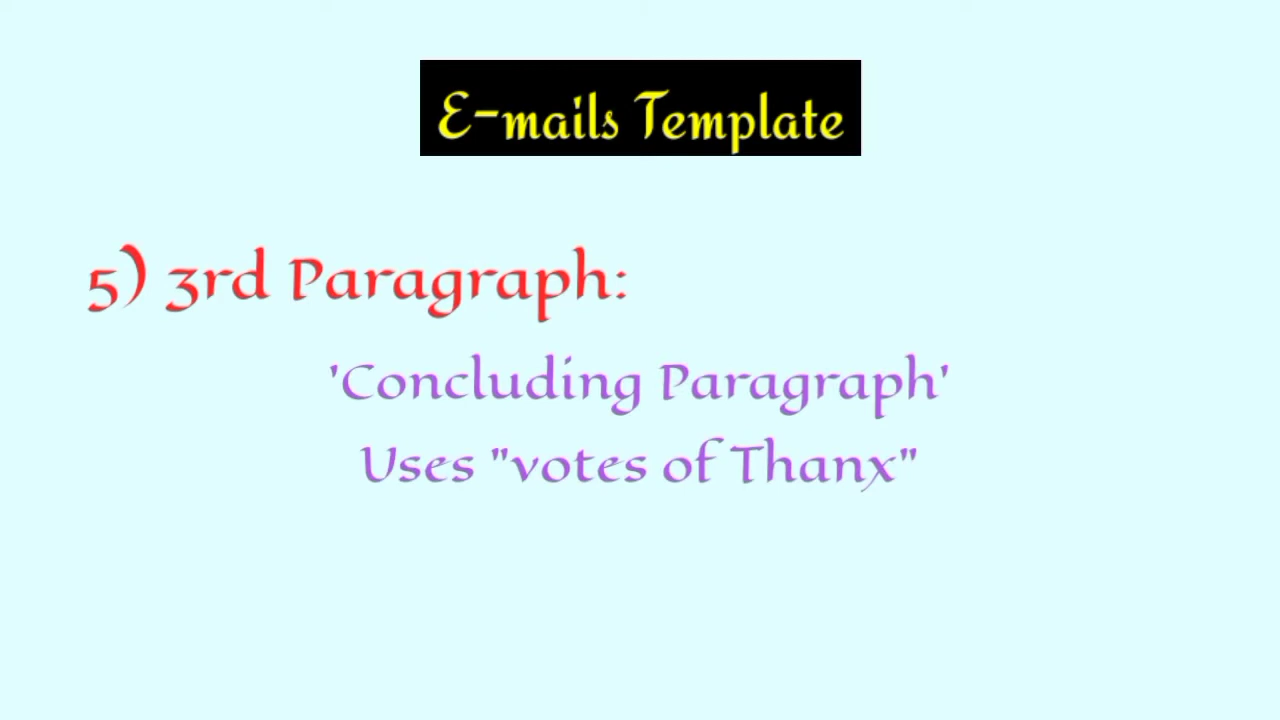 E-mails Template
5) 3rd Paragraph:
'Concluding Paragraph'
Uses "votes of Thanx"